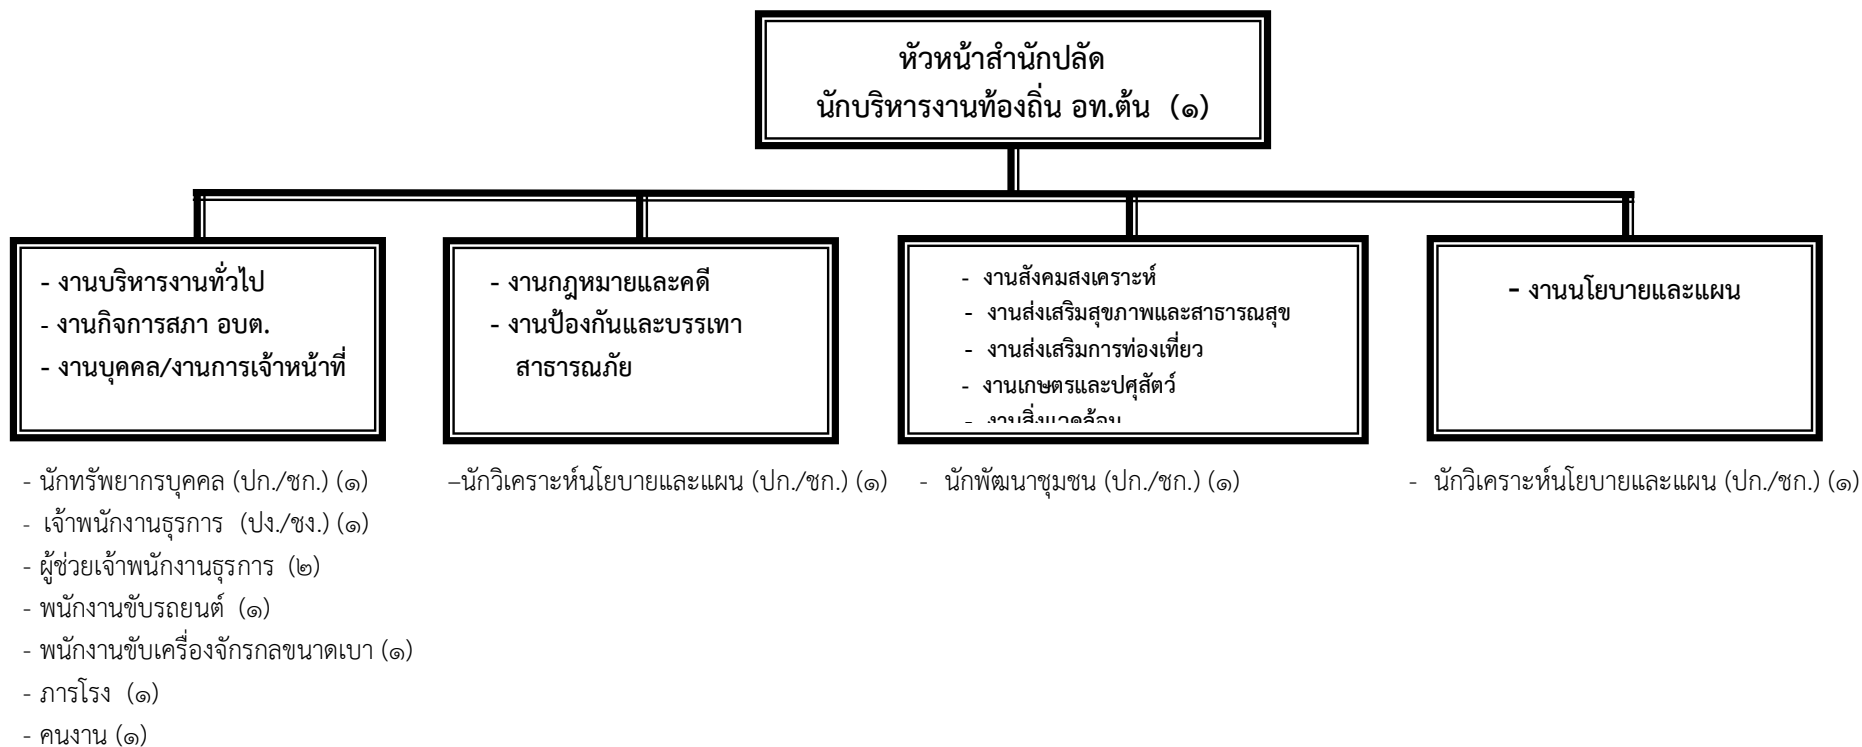 หัวหน้าสำนักปลัด
นักบริหารงานท้องถิ่น อท.ต้น (๑)
- งานบริหารงานทั่วไป
- งานกิจการสภา อบต.
- งานบุคคล/งานการเจ้าหน้าที่
- งานกฎหมายและคดี
- งานป้องกันและบรรเทา
สาธารณภัย
- งานสังคมสงเคราะห์
- งานส่งเสริมสุขภาพและสาธารณสุข
- งานส่งเสริมการท่องเที่ยว
- งานเกษตรและปศุสัตว์
- งานสิ่งแวดล้อม
- งานนโยบายและแผน
- นักทรัพยากรบุคคล (ปก./ชก.) (๑)
- เจ้าพนักงานธุรการ (ปง./ชง.) (๑)
- ผู้ช่วยเจ้าพนักงานธุรการ (๒)
- พนักงานขับรถยนต์ (๑)
- พนักงานขับเครื่องจักรกลขนาดเบา (๑)
- ภารโรง (๑)
- คนงาน (๑)
–นักวิเคราะห์นโยบายและแผน (ปก./ชก.) (๑)
- นักพัฒนาชุมชน (ปก./ชก.) (๑)
- นักวิเคราะห์นโยบายและแผน (ปก./ชก.) (๑)